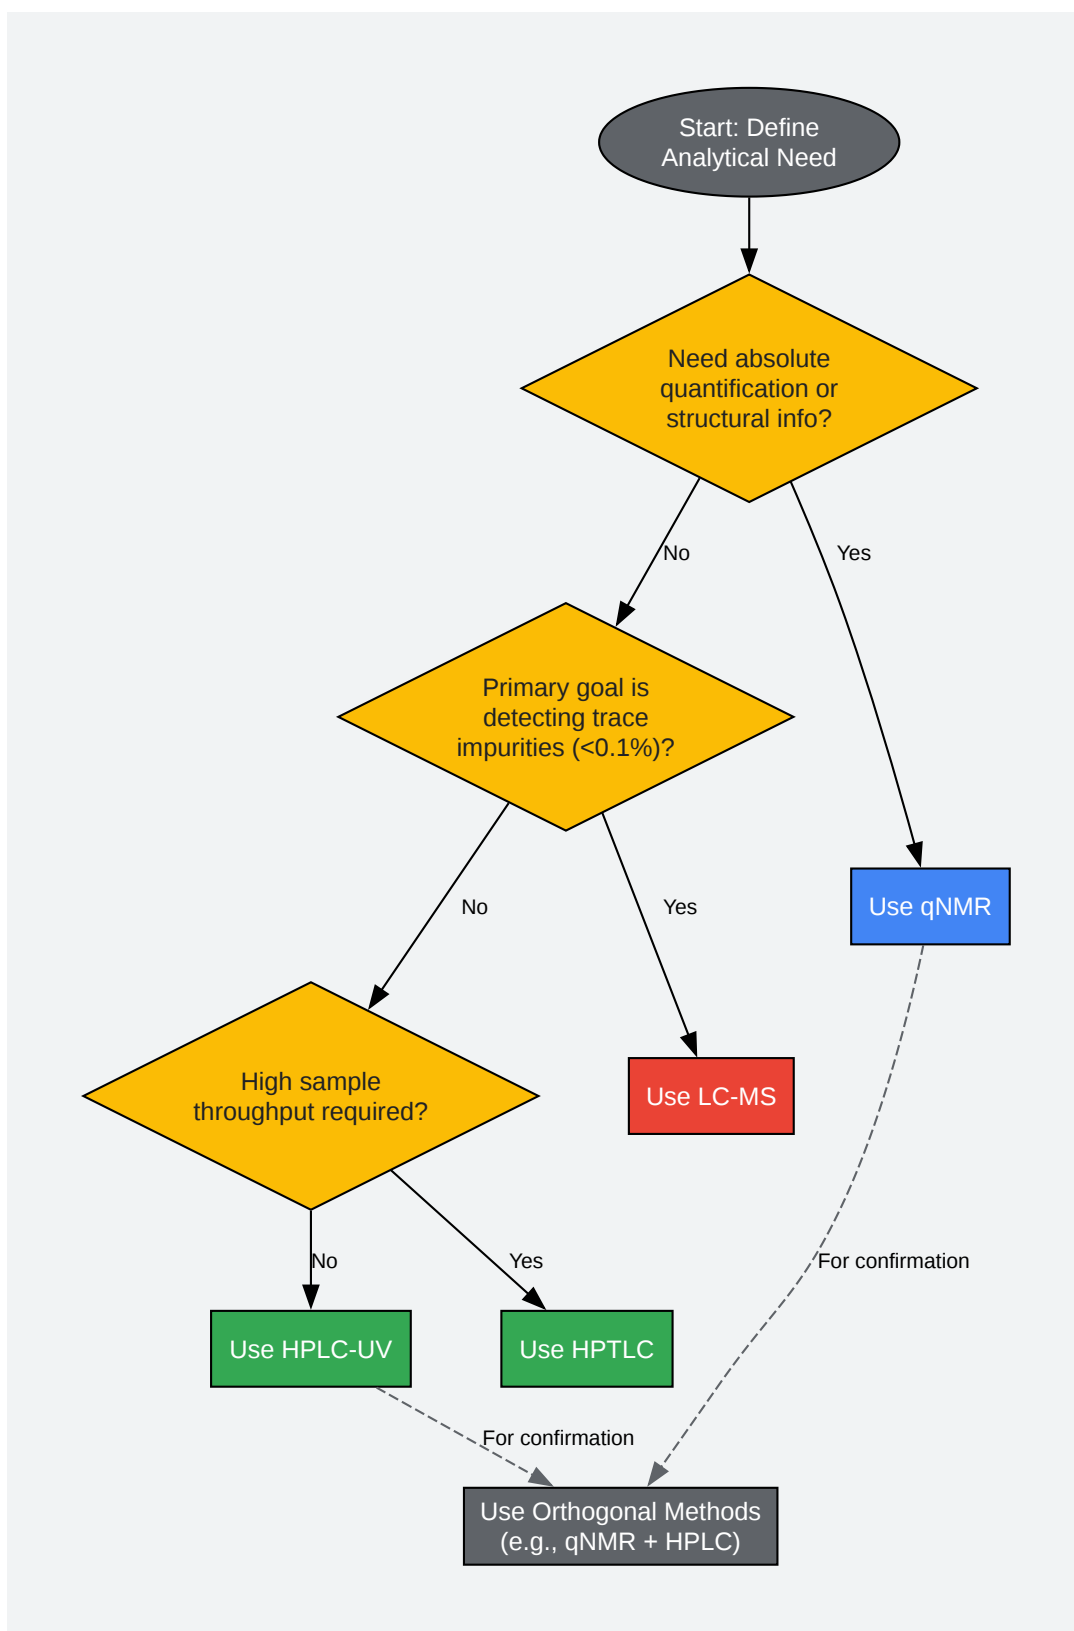 Start: Define
Analytical Need
Need absolute
quantification or
structural info?
No
Yes
Primary goal is
detecting trace
impurities (<0.1%)?
No
Yes
Use qNMR
High sample
throughput required?
Use LC-MS
No
Yes
For confirmation
Use HPLC-UV
Use HPTLC
For confirmation
Use Orthogonal Methods
(e.g., qNMR + HPLC)